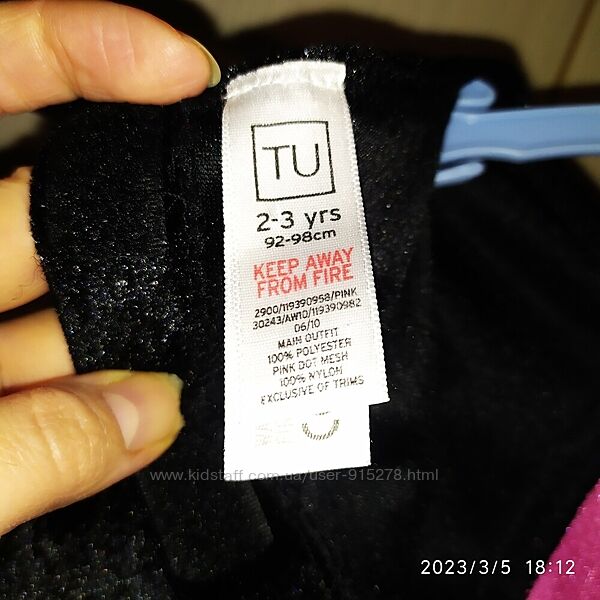 TU
2-3 yrs
92-98cm
KEEP AWAY
FROM FIRE
2900/119390958/PINK
30243/AW10/119390982
06/10
MAIN OUTFIT
100% POLYESTER
PINK DOT MESH
100% NYLON
EXCLUSIVE OF TRIMS
www.kidstaff.com.ua/user-915278.html
2023/3/5 18:12